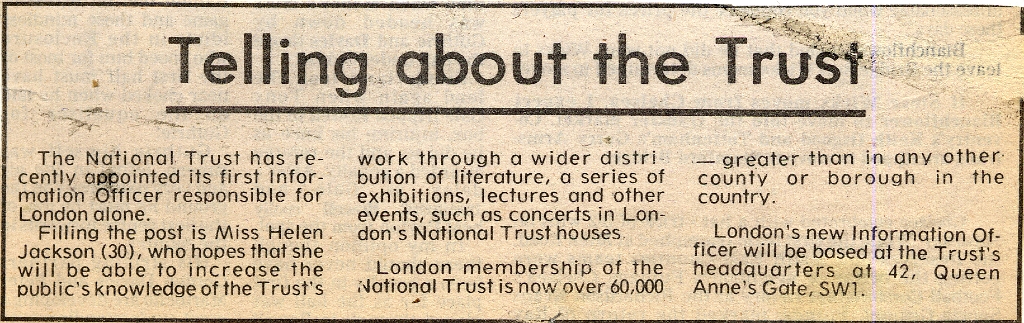 Telling about the Trust
The National Trust has re-
cently appointed its first Infor-
mation Officer responsible for
London alone.
Filling the post is Miss Helen
Jackson (30), who hopes that she
will be able to increase the
public's knowledge of the Trust's
work through a wider distri-
bution of literature, a series of
exhibitions, lectures and other
events, such as concerts in Lon-
don's National Trust houses.
London membership of the
National Trust is now over 60,000
— greater than in any other
county or borough in the
country.
London's new Information Of-
ficer will be based at the Trust's
headquarters at 42, Queen
Anne's Gate, SW1.